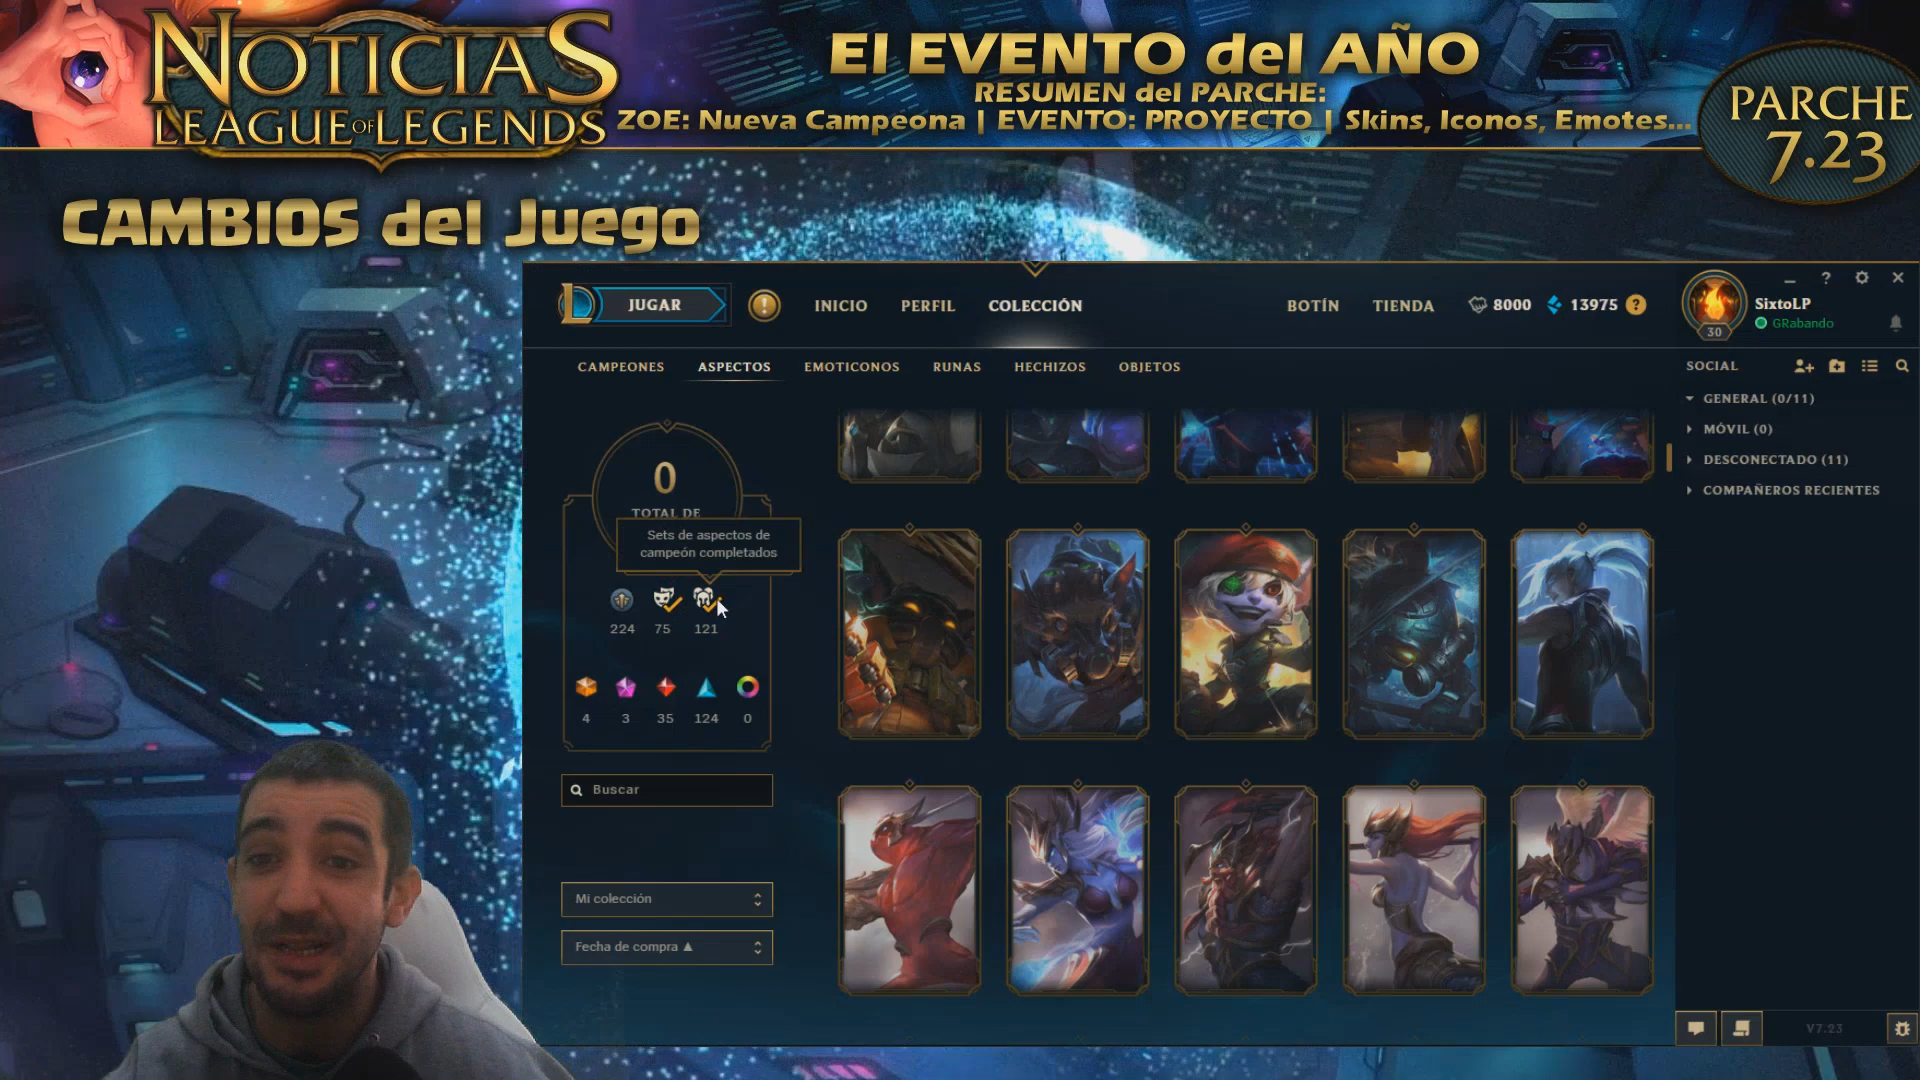 NOTICIAS
LEAGUE OF LEGENDS
El EVENTO del AÑO
RESUMEN del PARCHE:
ZOE: Nueva Campeona | EVENTO: PROYECTO | Skins, Iconos, Emotes...
PARCHE
7.23
CAMBIOS del Juego
JUGAR
INICIO
PERFIL
COLECCIÓN
BOTÍN
TIENDA
8000
13975
?
30
SixtoLP
GRabando
CAMPEONES
ASPECTOS
EMOTICONOS
RUNAS
HECHIZOS
OBJETOS
SOCIAL
GENERAL (0/11)
MÓVIL (0)
DESCONECTADO (11)
COMPAÑEROS RECIENTES
0
TOTAL DE
Sets de aspectos de
campeón completados
224 75 121
4 3 35 124 0
Buscar
Mi colección
Fecha de compra ▲
V7.23